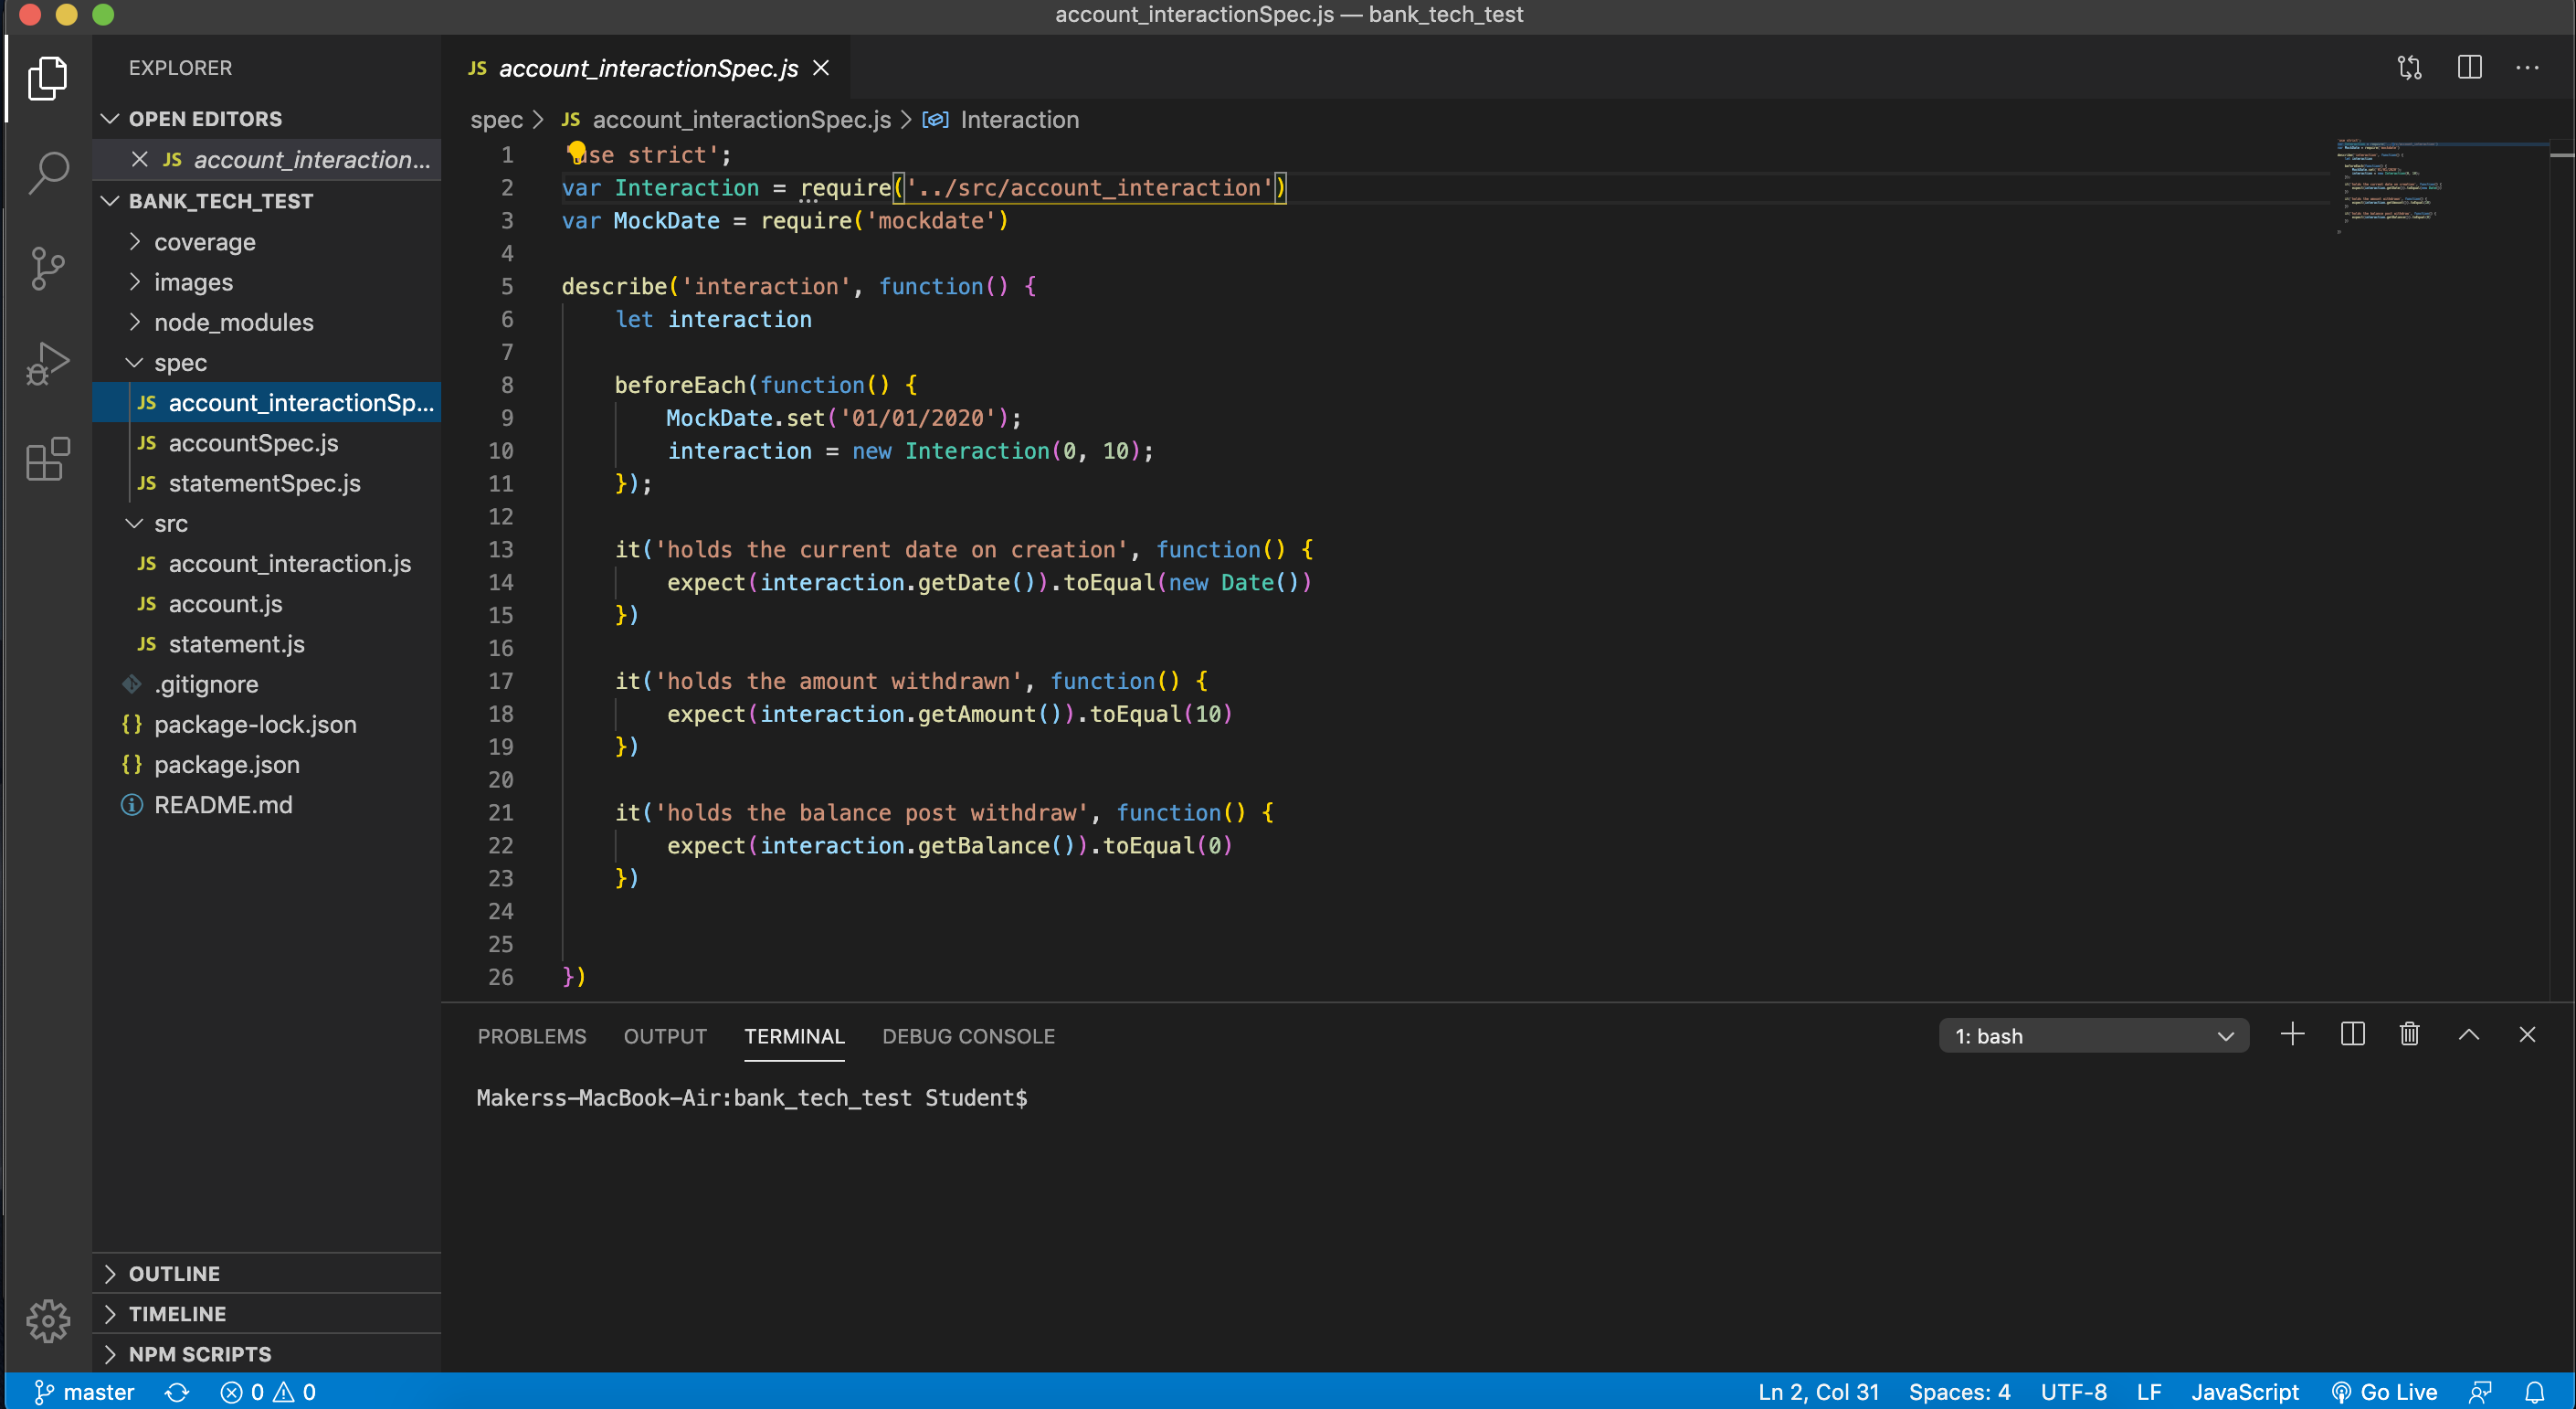 account_interactionSpec.js — bank_tech_test
EXPLORER
OPEN EDITORS
JS account_interaction...
BANK_TECH_TEST
coverage
images
node_modules
spec
JS account_interactionSp...
JS accountSpec.js
JS statementSpec.js
src
JS account_interaction.js
JS account.js
JS statement.js
.gitignore
{} package-lock.json
{} package.json
README.md
OUTLINE
TIMELINE
NPM SCRIPTS
JS account_interactionSpec.js
spec > JS account_interactionSpec.js > Interaction
1 'use strict';
2 var Interaction = require('../src/account_interaction')
3 var MockDate = require('mockdate')
4
5 describe('interaction', function() {
6 let interaction
7
8 beforeEach(function() {
9 MockDate.set('01/01/2020');
10 interaction = new Interaction(0, 10);
11 });
12
13 it('holds the current date on creation', function() {
14 expect(interaction.getDate()).toEqual(new Date())
15 })
16
17 it('holds the amount withdrawn', function() {
18 expect(interaction.getAmount()).toEqual(10)
19 })
20
21 it('holds the balance post withdraw', function() {
22 expect(interaction.getBalance()).toEqual(0)
23 })
24
25
26 })
PROBLEMS OUTPUT TERMINAL DEBUG CONSOLE 1: bash
Makerss-MacBook-Air:bank_tech_test Student$
master 0 0 Ln 2, Col 31 Spaces: 4 UTF-8 LF JavaScript Go Live